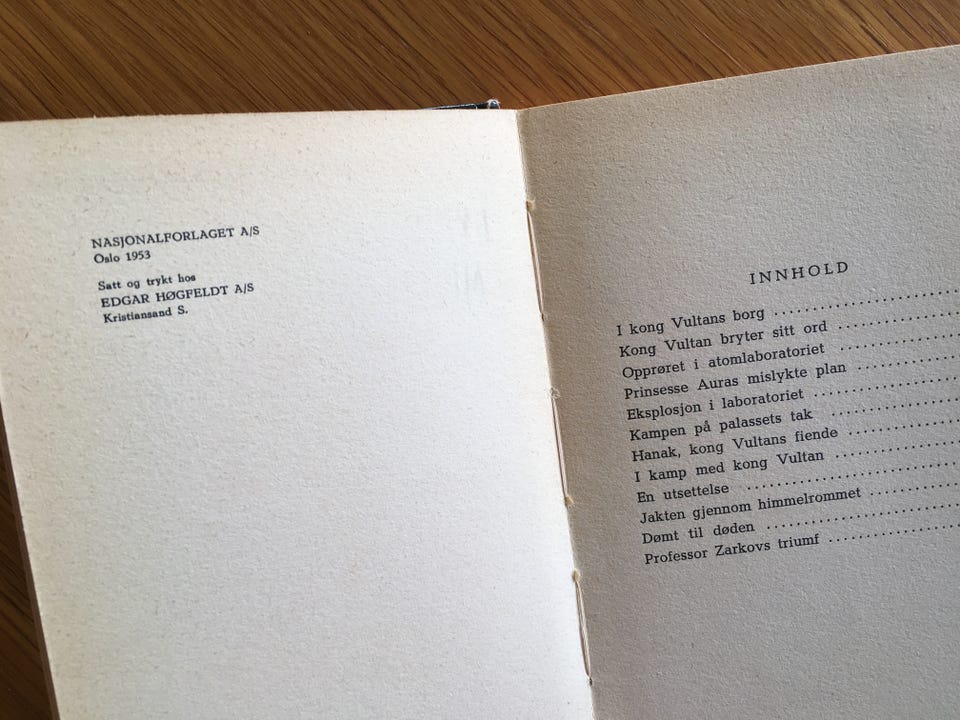 NASJONALFORLAGET A/S
Oslo 1953
Satt og trykt hos
EDGAR HØGFELDT A/S
Kristiansand S.
INNHOLD
I kong Vultans borg
Kong Vultan bryter sitt ord
Opprøret i atomlaboratoriet
Prinsesse Auras mislykte plan
Eksplosjon i laboratoriet
Kampen på palassets tak
Hanak, kong Vultans fiende
I kamp med kong Vultan
En utsettelse
Jakten gjennom himmelrommet
Dømt til døden
Professor Zarkovs triumf